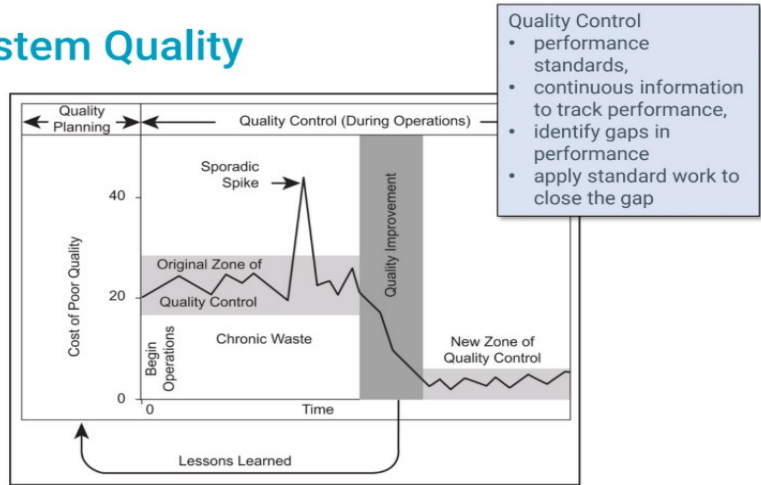 stem Quality
Quality Control
• performance
standards,
• continuous information
to track performance,
• identify gaps in
performance
• apply standard work to
close the gap
Quality
Planning
Quality Control (During Operations)
Sporadic
Spike
40
Original Zone of
Quality Control
20
Cost of Poor Quality
Begin
Operations
Chronic Waste
Quality Improvement
New Zone of
Quality Control
0
0
Time
Lessons Learned